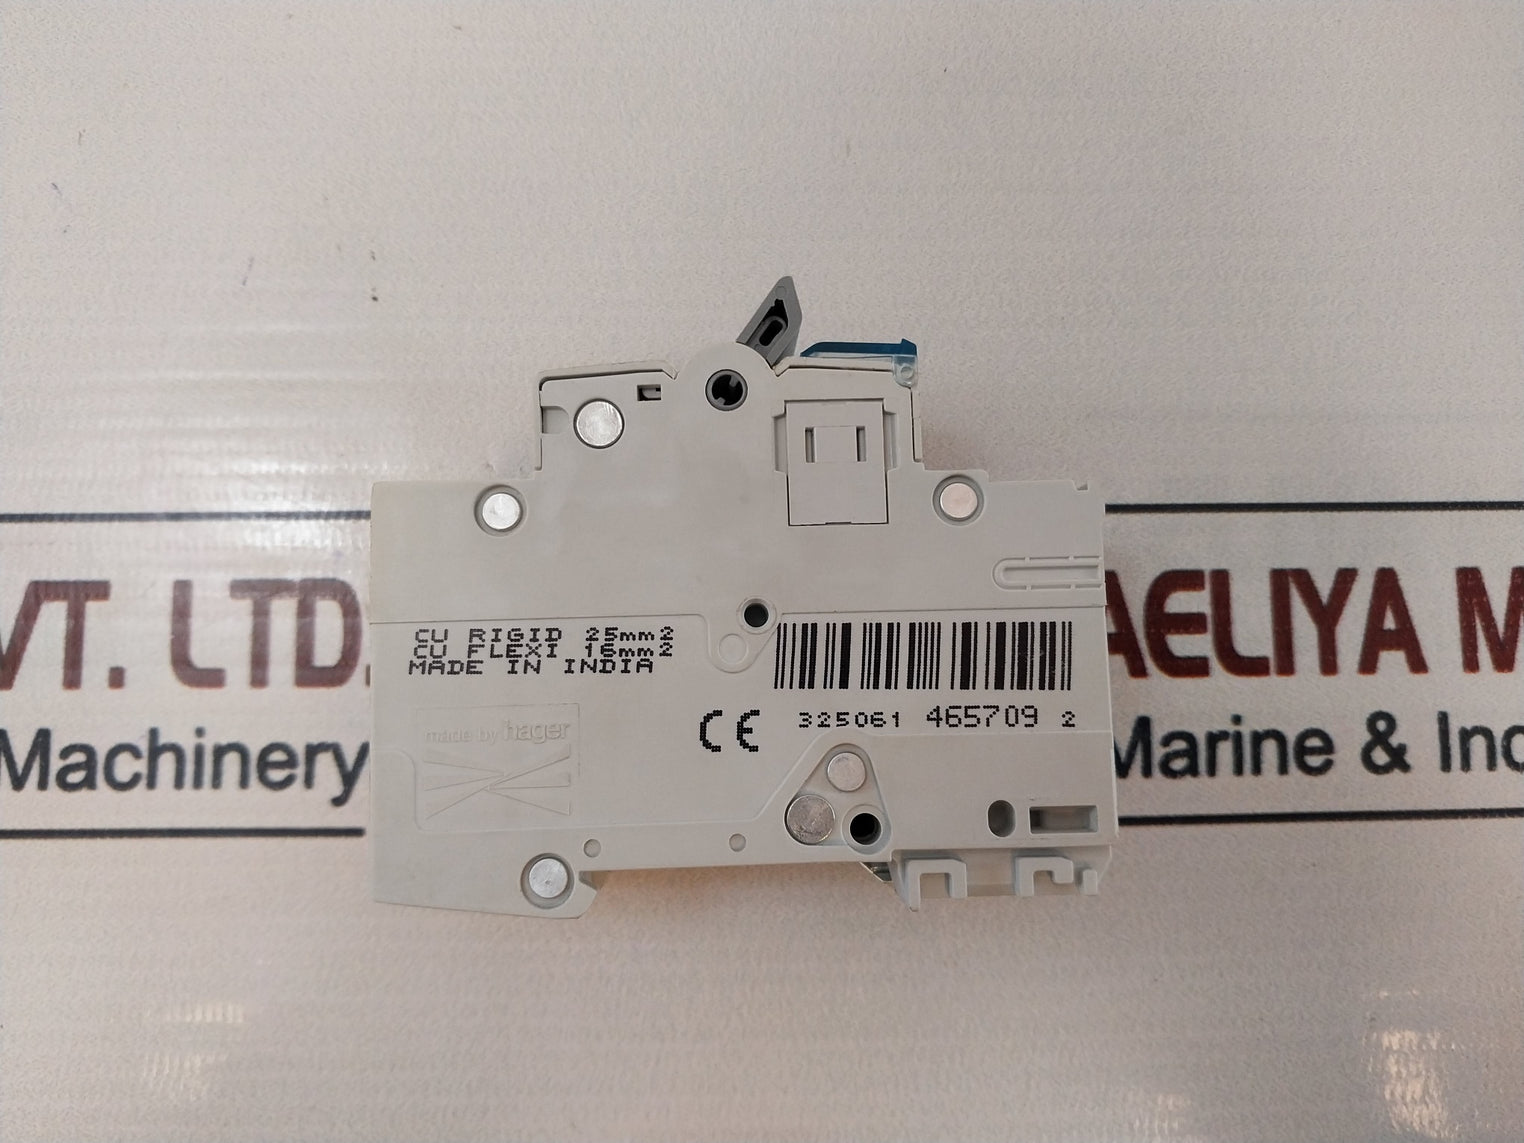 CU RIGID 25mm2
CU FLEXI 16mm2
MADE IN INDIA
made by hager
CE
325061 465709 2
VT. LTD.
AELIYA M
Machinery
Marine & Ind